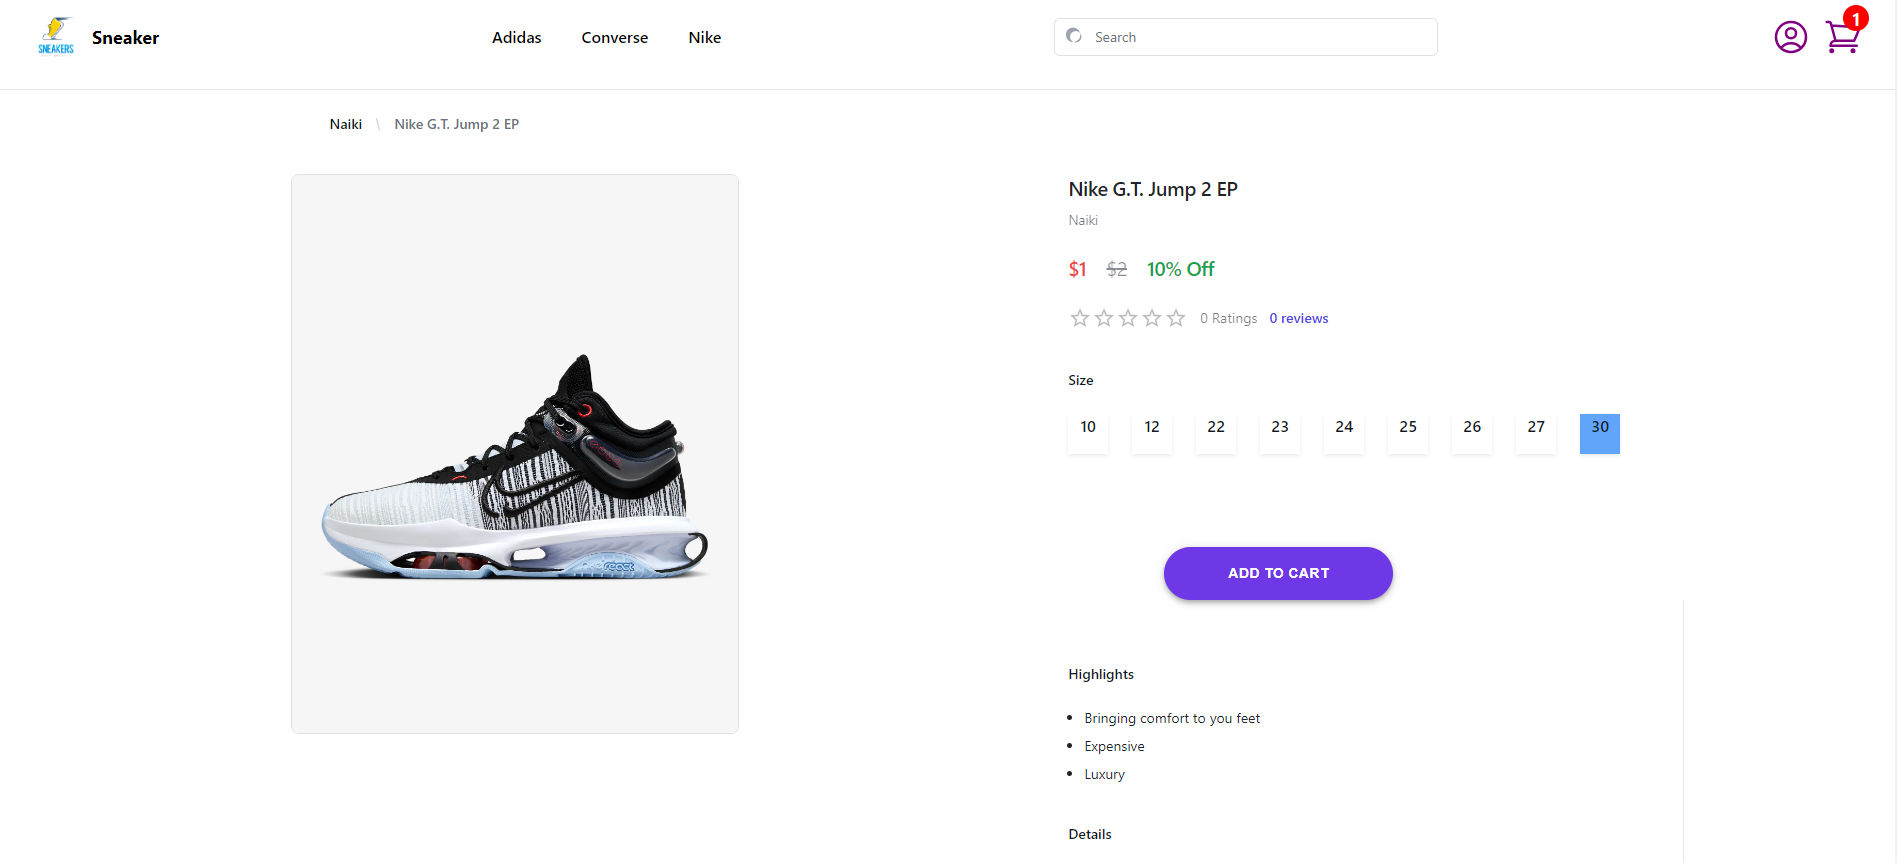 SNEAKERS
Sneaker
Adidas Converse Nike
Search
1
Naiki \ Nike G.T. Jump 2 EP
Nike G.T. Jump 2 EP
Naiki
$1 $2 10% Off
0 Ratings 0 reviews
Size
10 12 22 23 24 25 26 27 30
ADD TO CART
react
Highlights
• Bringing comfort to you feet
• Expensive
• Luxury
Details